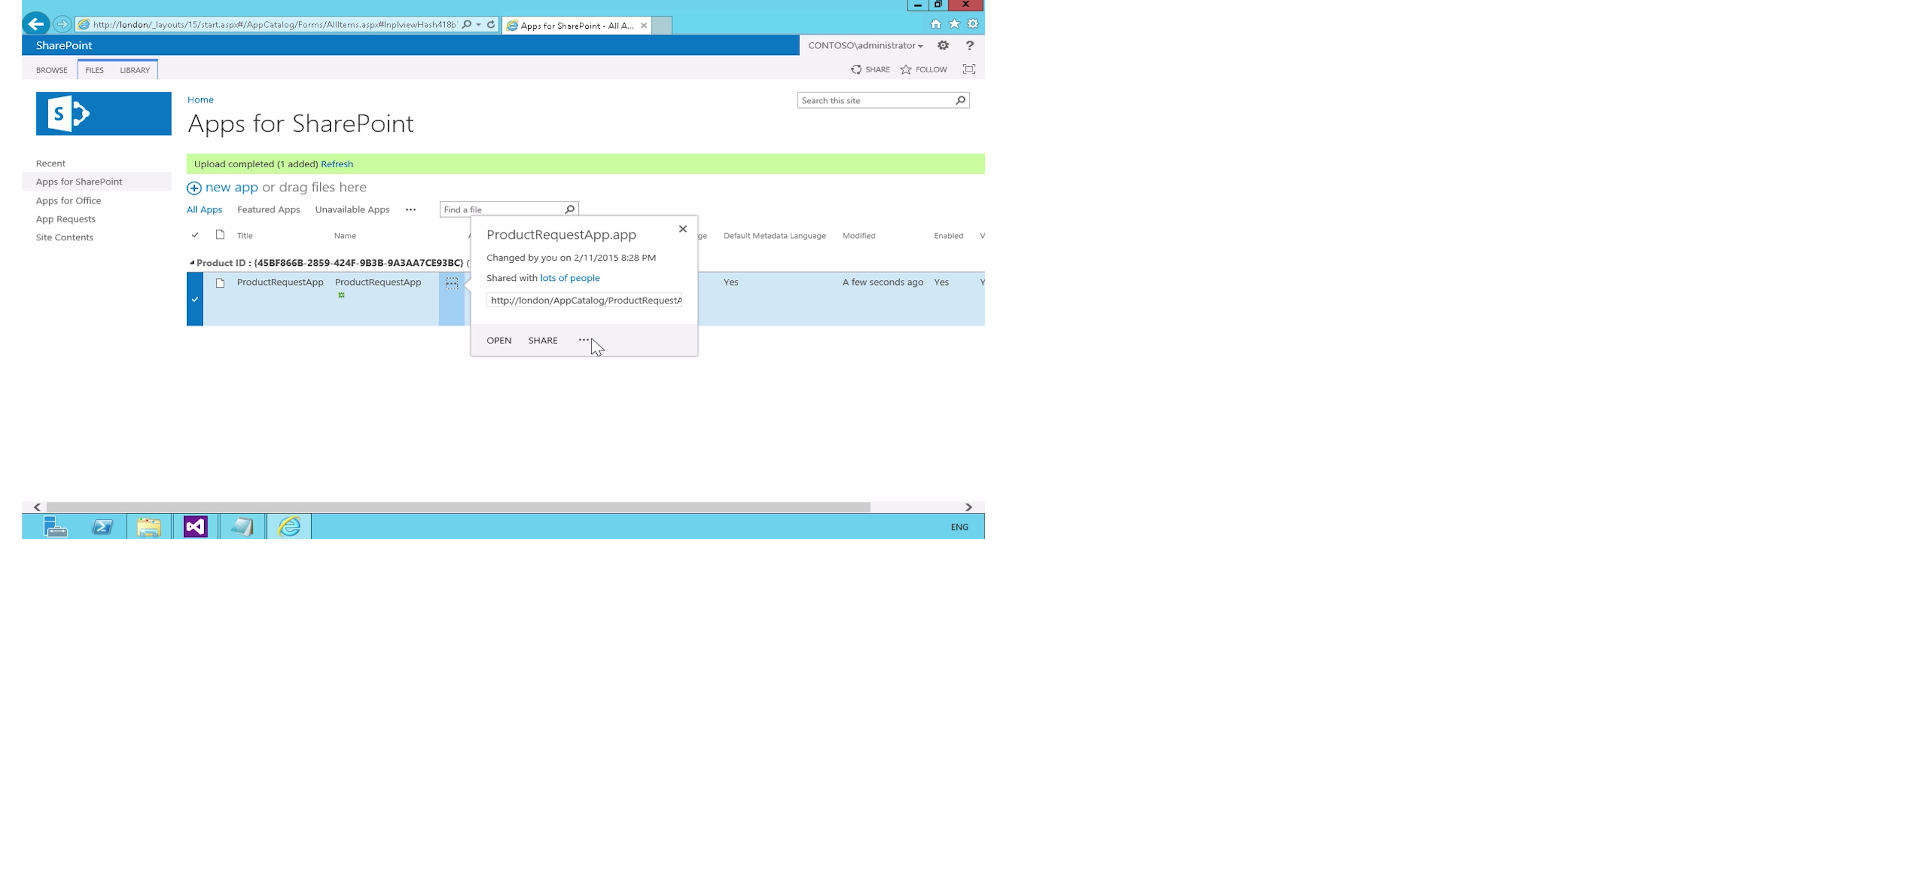 http://london/_layouts/15/start.aspx#/AppCatalog/Forms/AllItems.aspx#InplviewHash418b
Apps for SharePoint - All A...
SharePoint
CONTOSO\administrator
?
BROWSE FILES LIBRARY
SHARE FOLLOW
S
Home
Search this site
Apps for SharePoint
Recent
Upload completed (1 added) Refresh
Apps for SharePoint
new app or drag files here
Apps for Office
All Apps Featured Apps Unavailable Apps ... Find a file
App Requests
Site Contents
Title Name Default Metadata Language Modified Enabled
ProductRequestApp.app
Changed by you on 2/11/2015 8:28 PM
Product ID : {45BF866B-2859-424F-9B3B-9A3AA7CE93BC}
Shared with lots of people
ProductRequestApp ProductRequestApp ... Yes A few seconds ago Yes
http://london/AppCatalog/ProductRequestA
OPEN SHARE ...
ENG